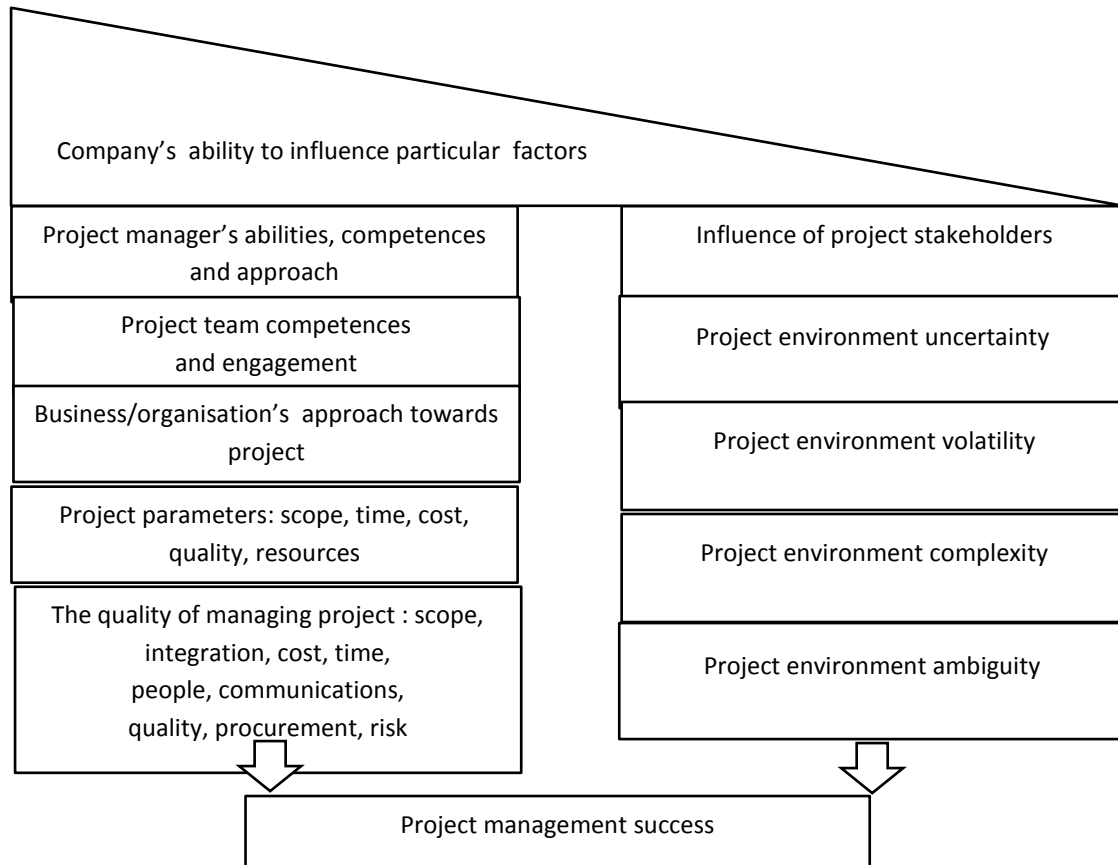 Company’s ability to influence particular factors
Project manager’s abilities, competences
and approach
Project team competences
and engagement
Business/organisation’s approach towards
project
Project parameters: scope, time, cost,
quality, resources
The quality of managing project : scope,
integration, cost, time,
people, communications,
quality, procurement, risk
Influence of project stakeholders
Project environment uncertainty
Project environment volatility
Project environment complexity
Project environment ambiguity
Project management success